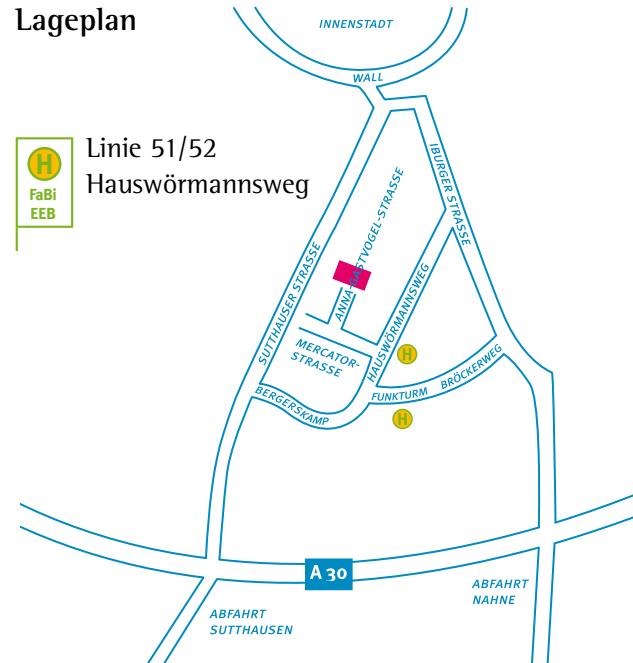 Lageplan
INNENSTADT
WALL
H
FaBi
EEB
Linie 51/52
Hauswörmannsweg
IBURGER STRASSE
ANNA-GASTVOGEL-STRASSE
SUTTHAUSER STRASSE
HAUSWÖRMANNSWEG
MERCATOR-
STRASSE
H
BRÖCKERWEG
FUNKTURM
BERGERSKAMP
H
A 30
ABFAHRT
NAHNE
ABFAHRT
SUTTHAUSEN